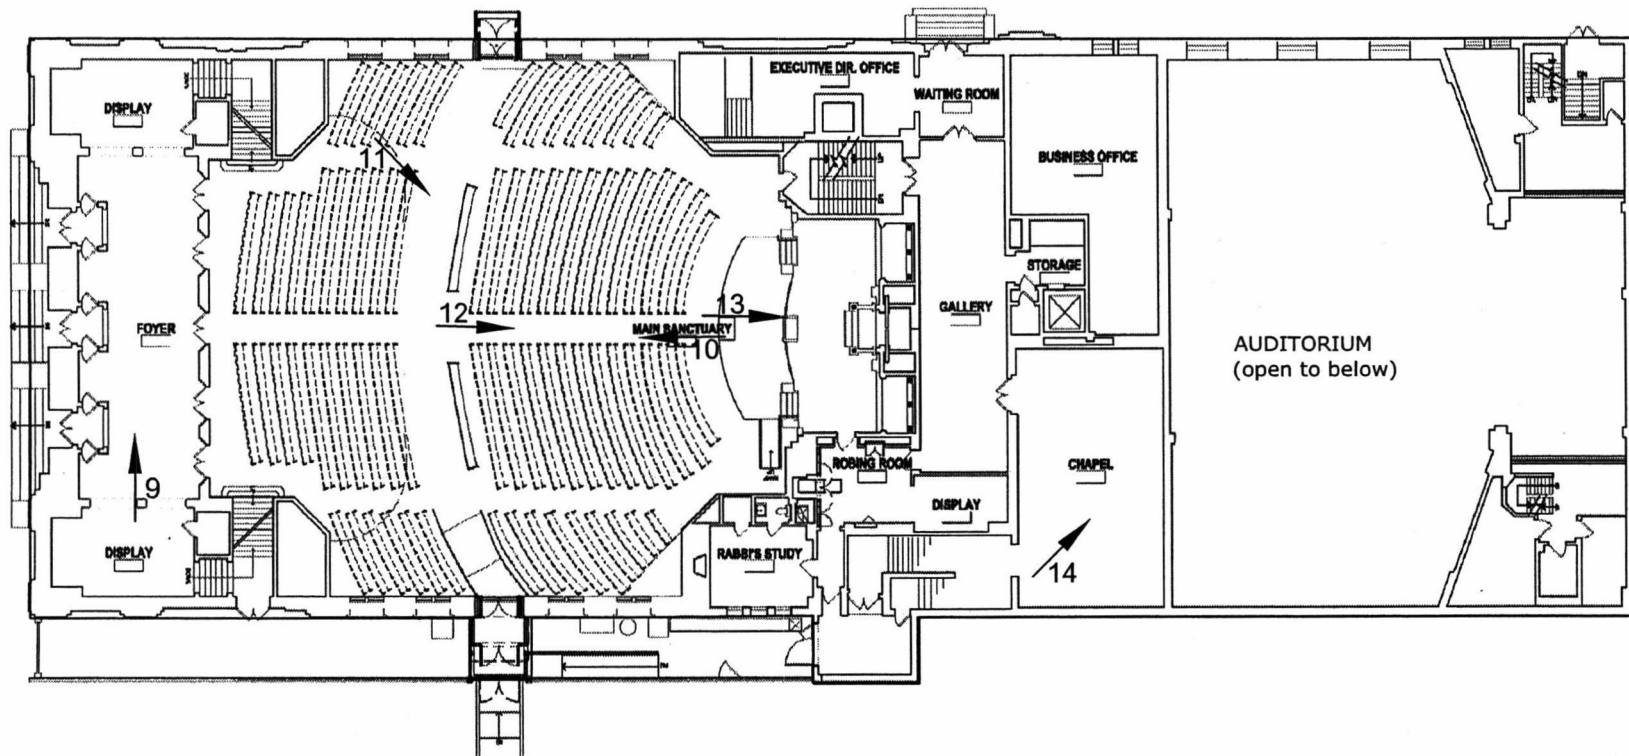 EXECUTIVE DIR. OFFICE
WAITING ROOM
DISPLAY
11
BUSINESS OFFICE
STORAGE
GALLERY
13
12
FOYER
MAIN SANCTUARY
10
AUDITORIUM
(open to below)
ROBING ROOM
CHAPEL
9
DISPLAY
DISPLAY
RABBI'S STUDY
14